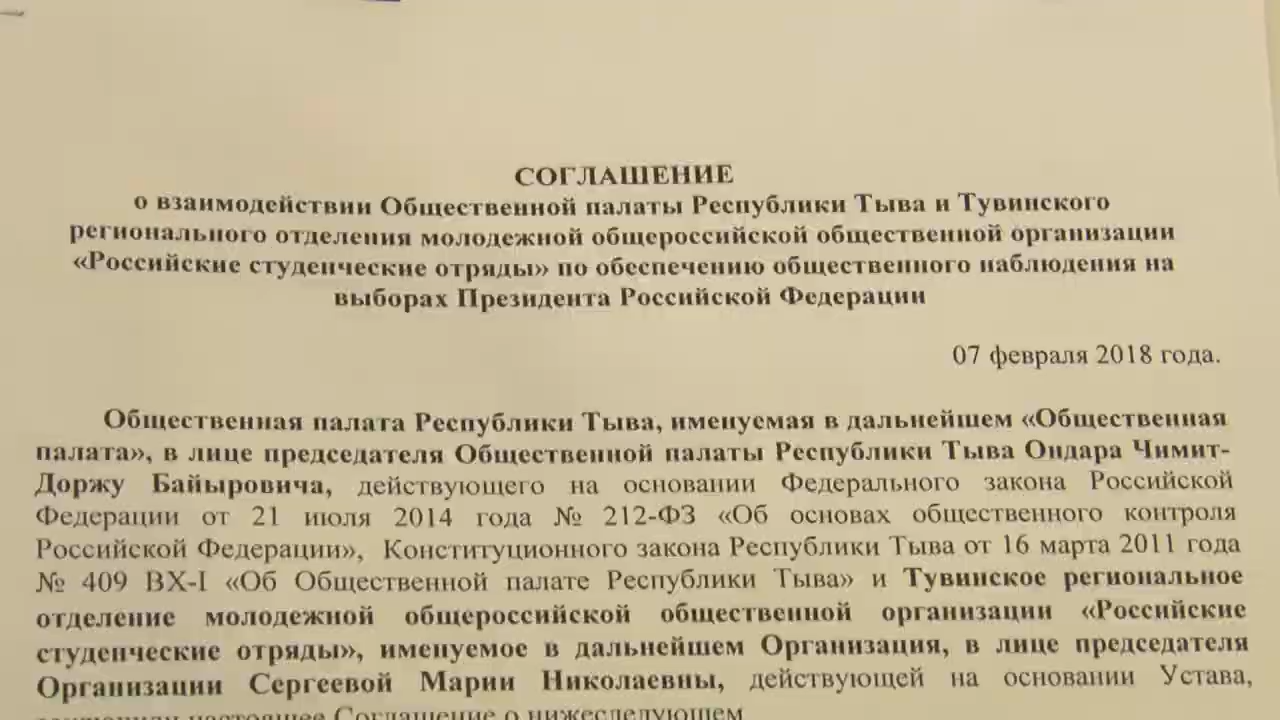 СОГЛАШЕНИЕ
о взаимодействии Общественной палаты Республики Тыва и Тувинского
регионального отделения молодежной общероссийской общественной организации
«Российские студенческие отряды» по обеспечению общественного наблюдения на
выборах Президента Российской Федерации
07 февраля 2018 года.
Общественная палата Республики Тыва, именуемая в дальнейшем «Общественная
палата», в лице председателя Общественной палаты Республики Тыва Ондара Чимит-
Доржу Байыровича, действующего на основании Федерального закона Российской
Федерации от 21 июля 2014 года № 212-ФЗ «Об основах общественного контроля
Российской Федерации», Конституционного закона Республики Тыва от 16 марта 2011 года
№ 409 ВХ-I «Об Общественной палате Республики Тыва» и Тувинское региональное
отделение молодежной общероссийской общественной организации «Российские
студенческие отряды», именуемое в дальнейшем Организация, в лице председателя
Организации Сергеевой Марии Николаевны, действующей на основании Устава,
настоящее Соглашение о нижеследующем